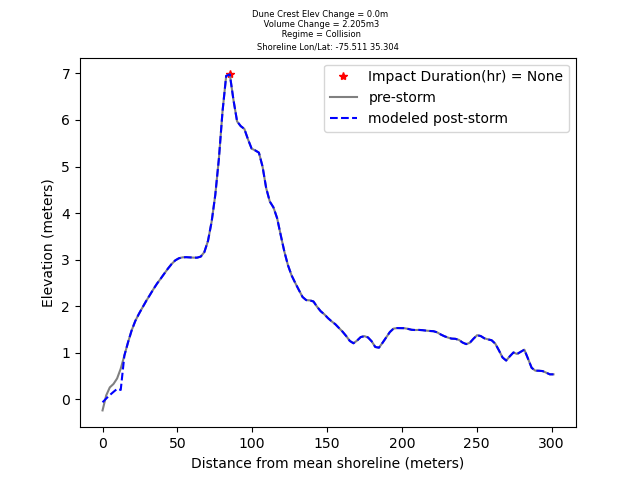 Dune Crest Elev Change = 0.0m
Volume Change = 2.205m3
Regime = Collision
Shoreline Lon/Lat: -75.511 35.304
Impact Duration(hr) = None
pre-storm
modeled post-storm
7
6
5
4
3
2
1
0
Elevation (meters)
0 50 100 150 200 250 300
Distance from mean shoreline (meters)